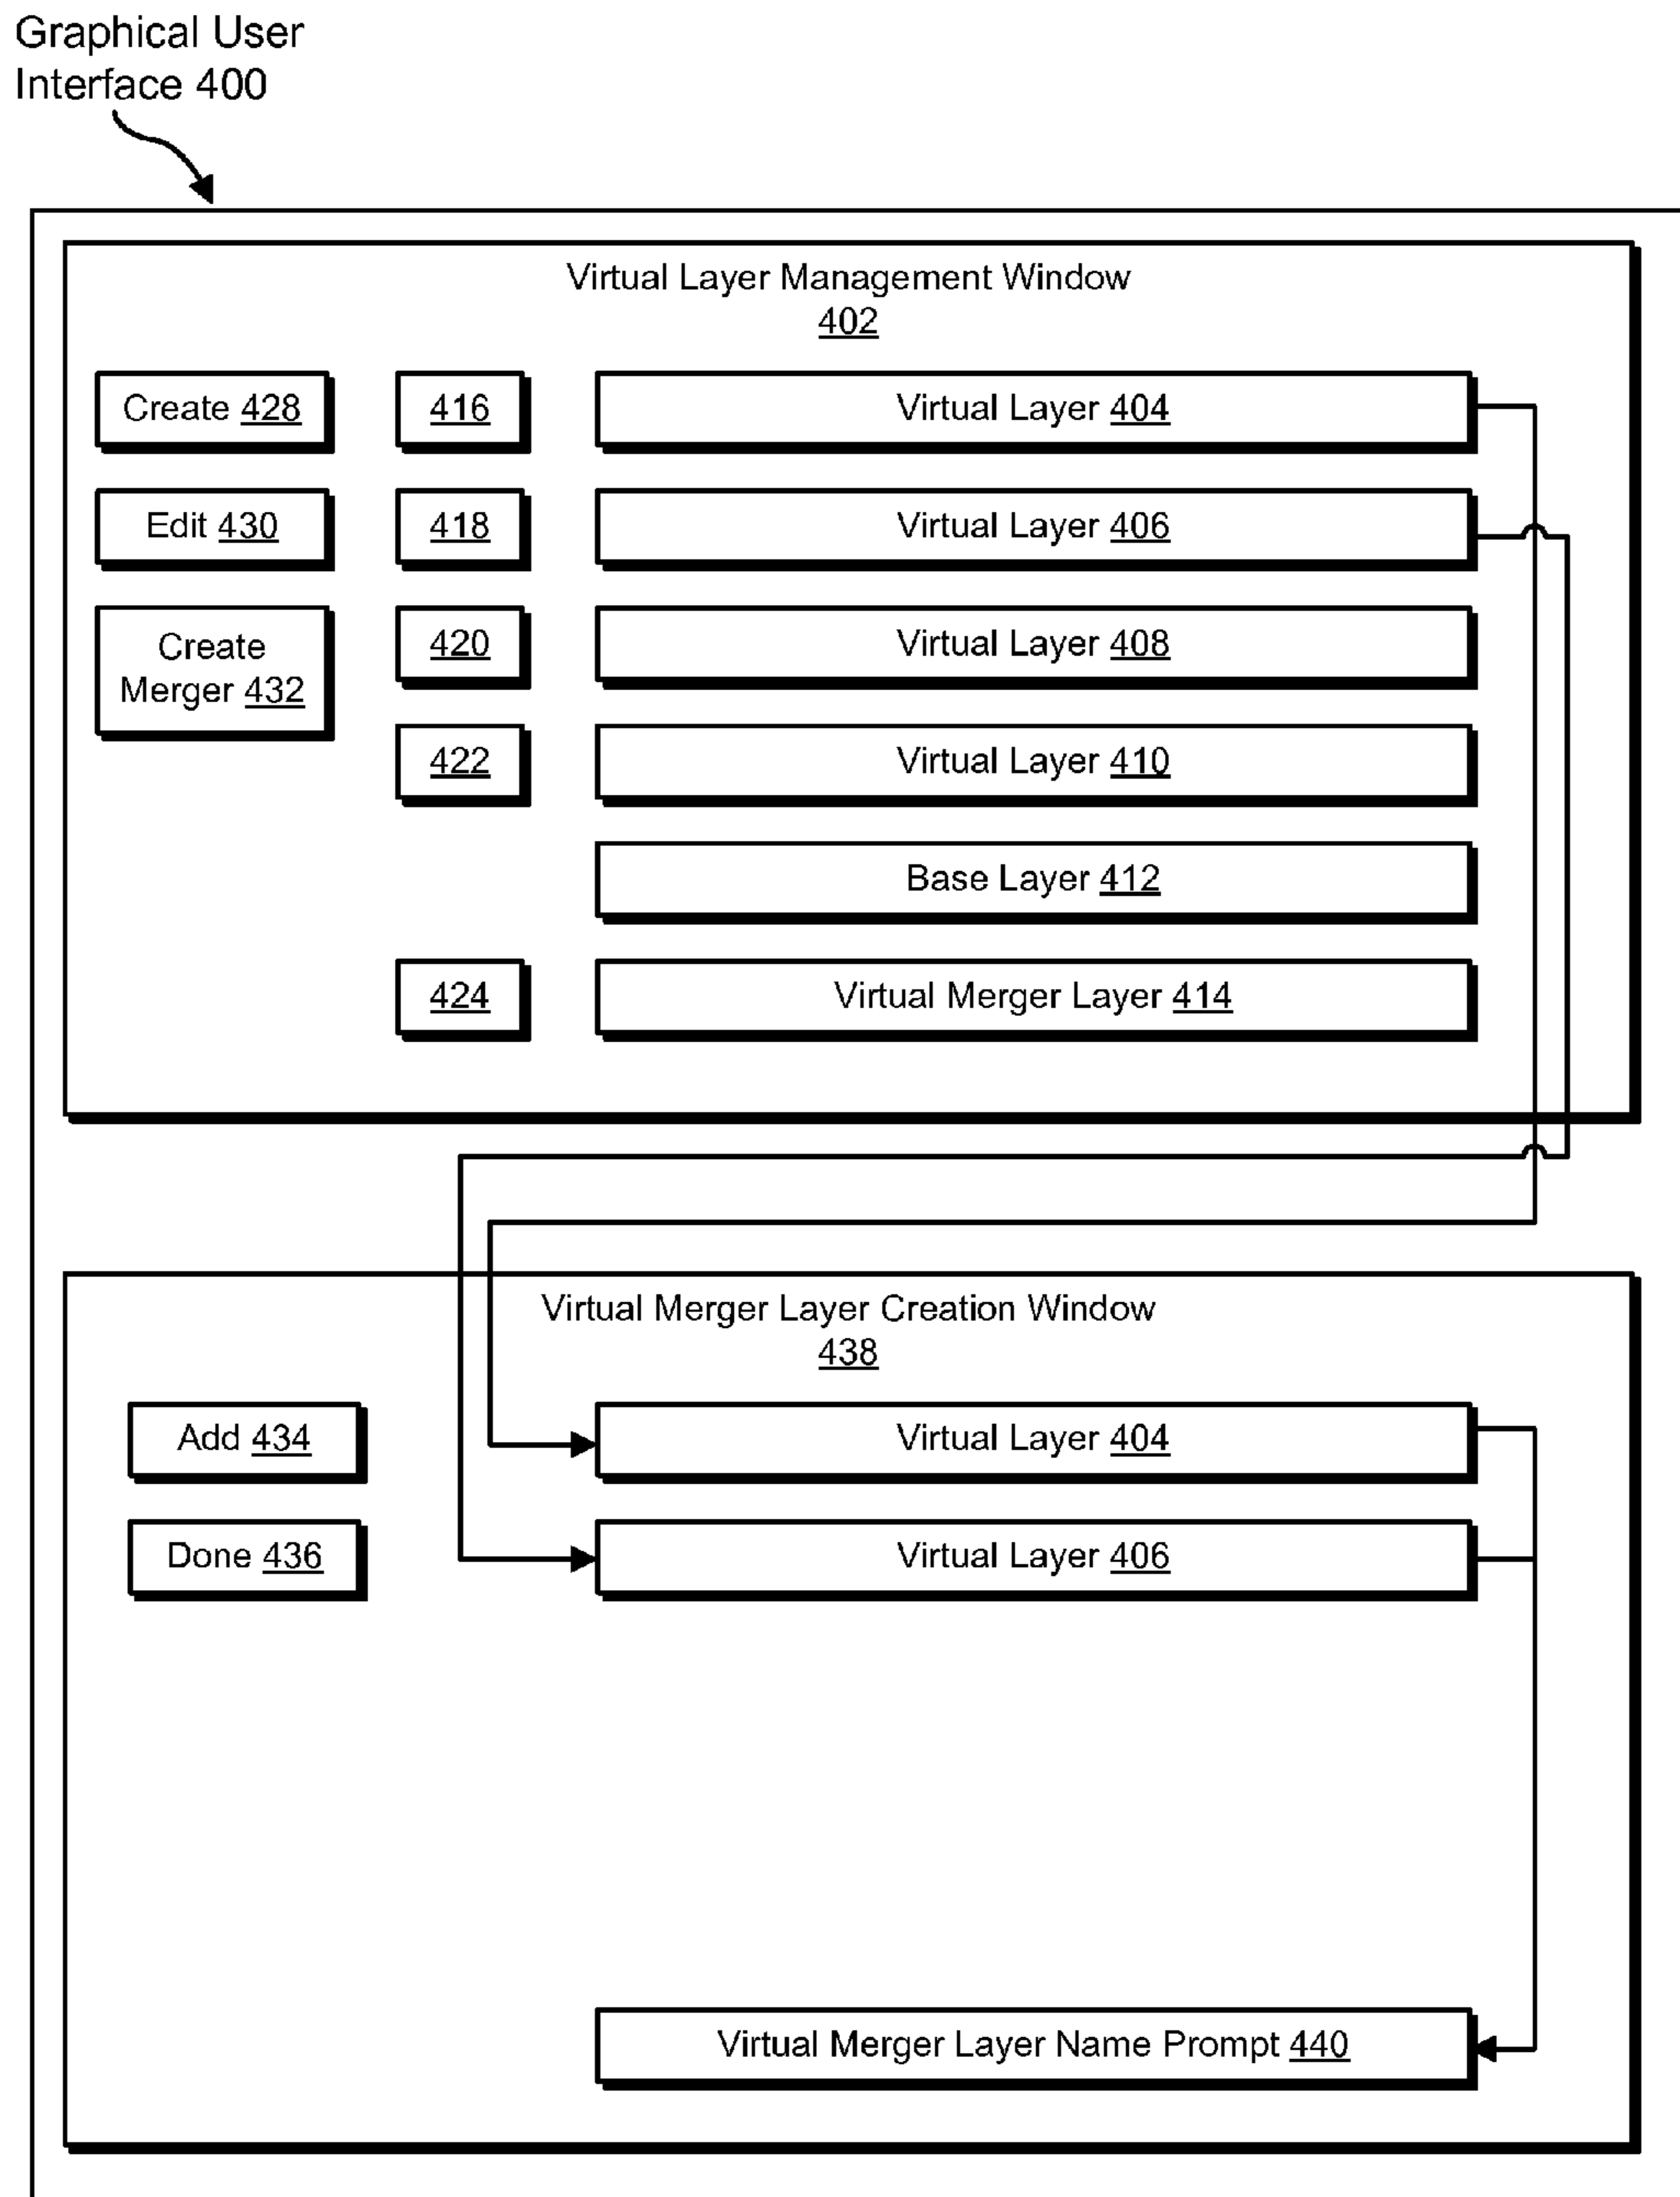 Graphical User
Interface 400
Virtual Layer Management Window
402
Create 428
416
Virtual Layer 404
Edit 430
418
Virtual Layer 406
Create
Merger 432
420
Virtual Layer 408
422
Virtual Layer 410
Base Layer 412
424
Virtual Merger Layer 414
Virtual Merger Layer Creation Window
438
Add 434
Virtual Layer 404
Done 436
Virtual Layer 406
Virtual Merger Layer Name Prompt 440